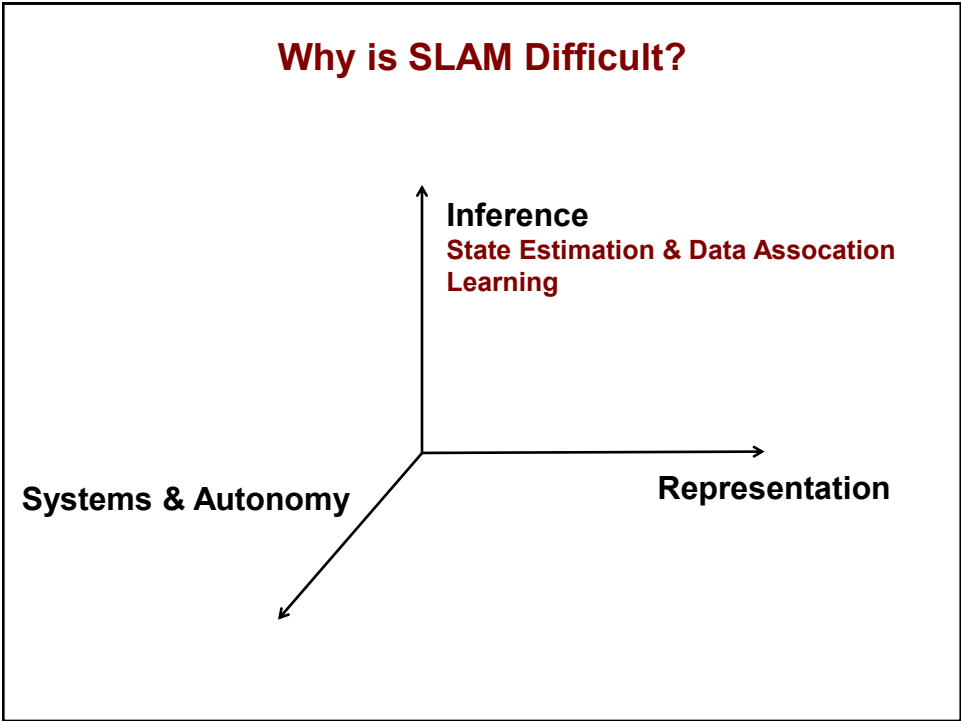 Why is SLAM Difficult?
Inference
State Estimation & Data Assocation
Learning
Systems & Autonomy
Representation